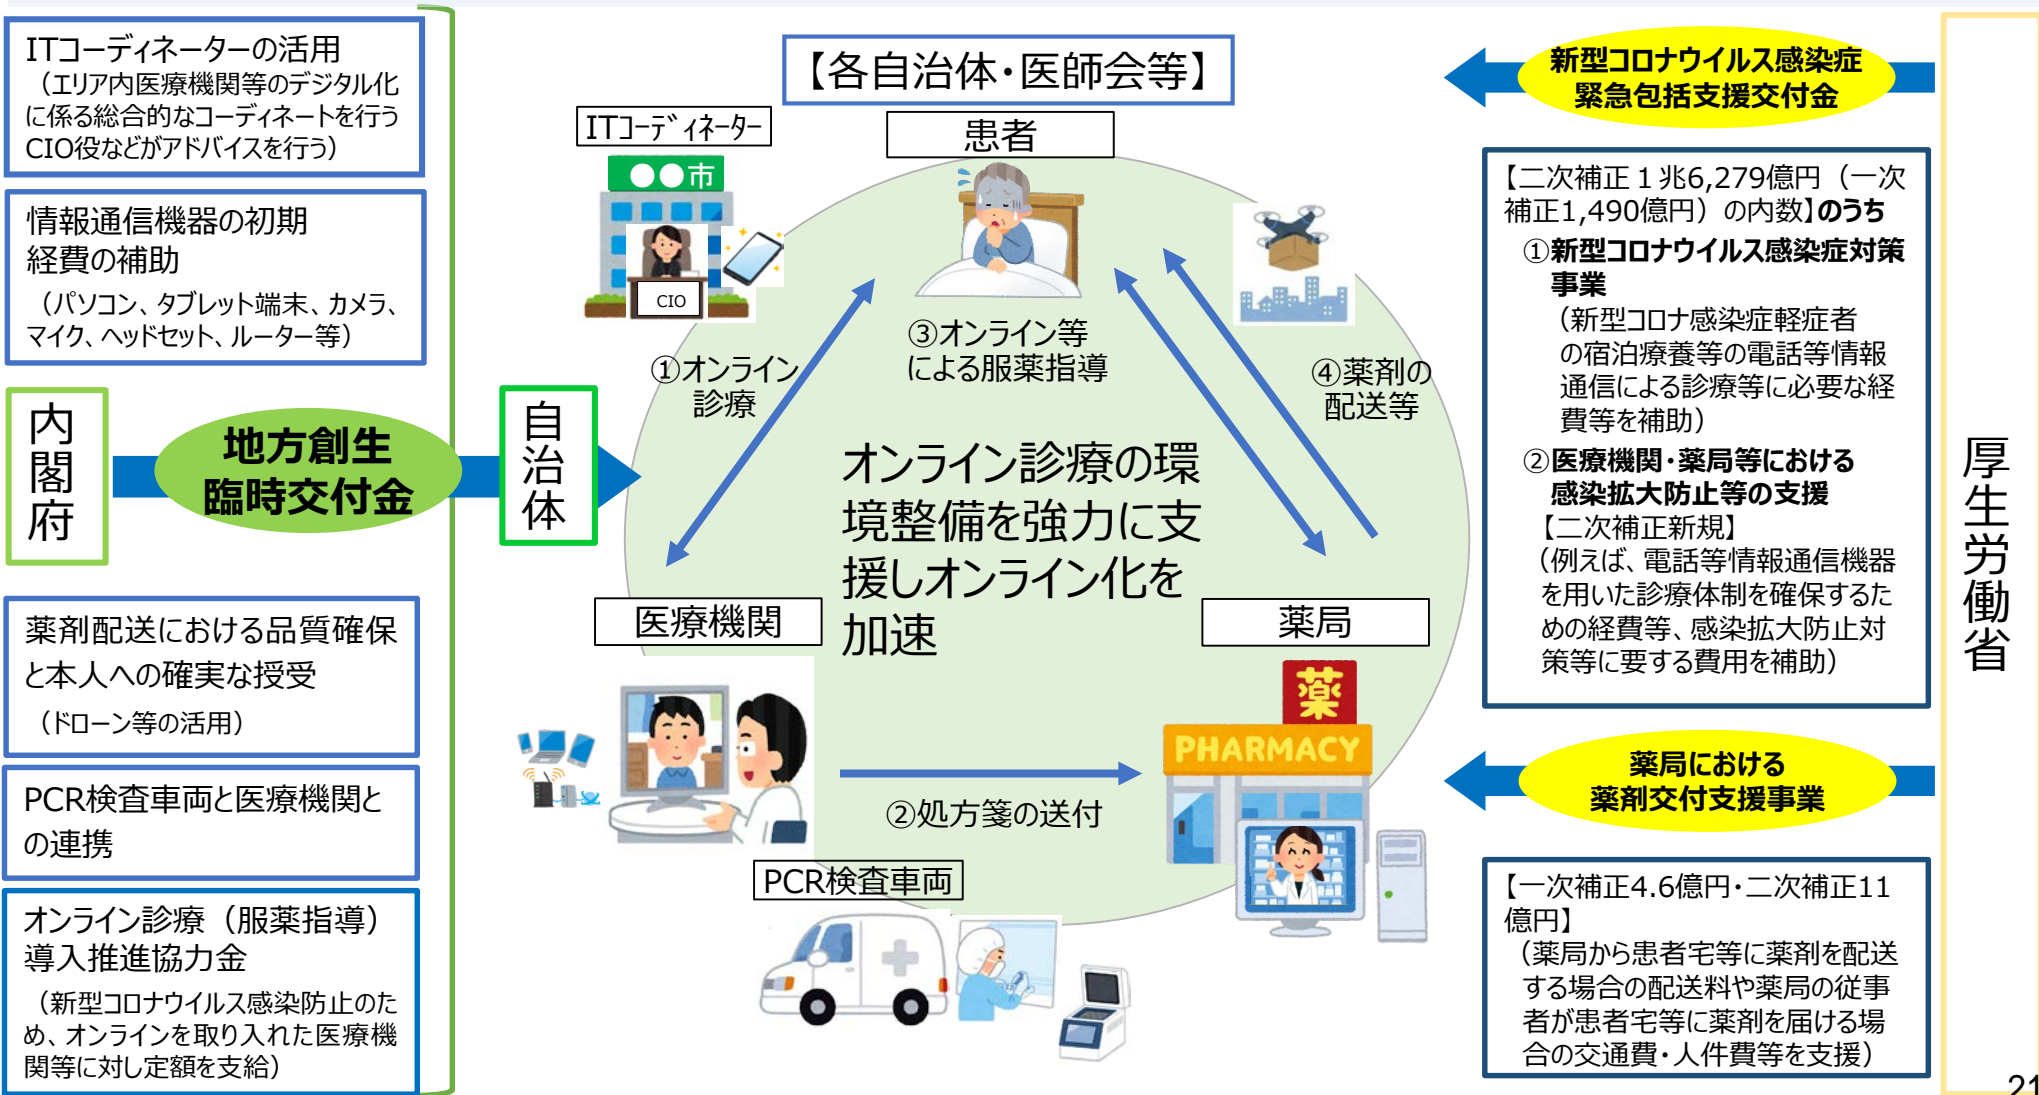 ITコーディネーターの活用
（エリア内医療機関等のデジタル化
に係る総合的なコーディネートを行う
CIO役などがアドバイスを行う）
情報通信機器の初期
経費の補助
（パソコン、タブレット端末、カメラ、
マイク、ヘッドセット、ルーター等）
内閣府
地方創生
臨時交付金
自治体
薬剤配送における品質確保
と本人への確実な授受
（ドローン等の活用）
PCR検査車両と医療機関と
の連携
オンライン診療（服薬指導）
導入推進協力金
（新型コロナウイルス感染防止のた
め、オンラインを取り入れた医療機
関等に対し定額を支給）
【各自治体・医師会等】
ITコーディネーター
●●市
CIO
患者
①オンライン
診療
③オンライン等
による服薬指導
④薬剤の
配送等
オンライン診療の環
境整備を強力に支
援しオンライン化を
加速
医療機関
薬局
薬
PHARMACY
②処方箋の送付
PCR検査車両
新型コロナウイルス感染症
緊急包括支援交付金
【二次補正１兆6,279億円（一次
補正1,490億円）の内数】のうち
①新型コロナウイルス感染症対策
事業
（新型コロナ感染症軽症者
の宿泊療養等の電話等情報
通信による診療等に必要な経
費等を補助）
②医療機関・薬局等における
感染拡大防止等の支援
【二次補正新規】
（例えば、電話等情報通信機器
を用いた診療体制を確保するた
めの経費等、感染拡大防止対
策等に要する費用を補助）
薬局における
薬剤交付支援事業
【一次補正4.6億円・二次補正11
億円】
（薬局から患者宅等に薬剤を配送
する場合の配送料や薬局の従事
者が患者宅等に薬剤を届ける場
合の交通費・人件費等を支援）
厚生労働省
21